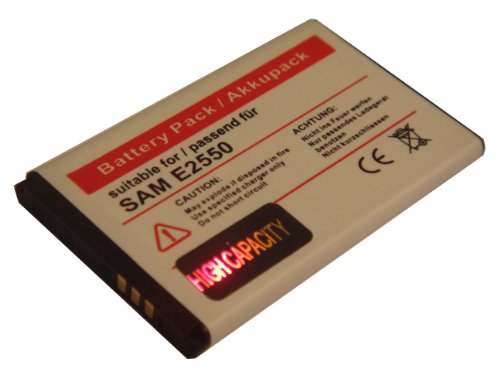 Battery Pack / Akkupack
suitable for / passend für
SAM E2550
CAUTION:
May explode if disposed in fire
Use specified charger only
Do not short circuit
ACHTUNG:
Nicht ins Feuer werfen
Nur passendes Ladegerät
Nicht kurzschliessen
CE
HIGH CAPACITY